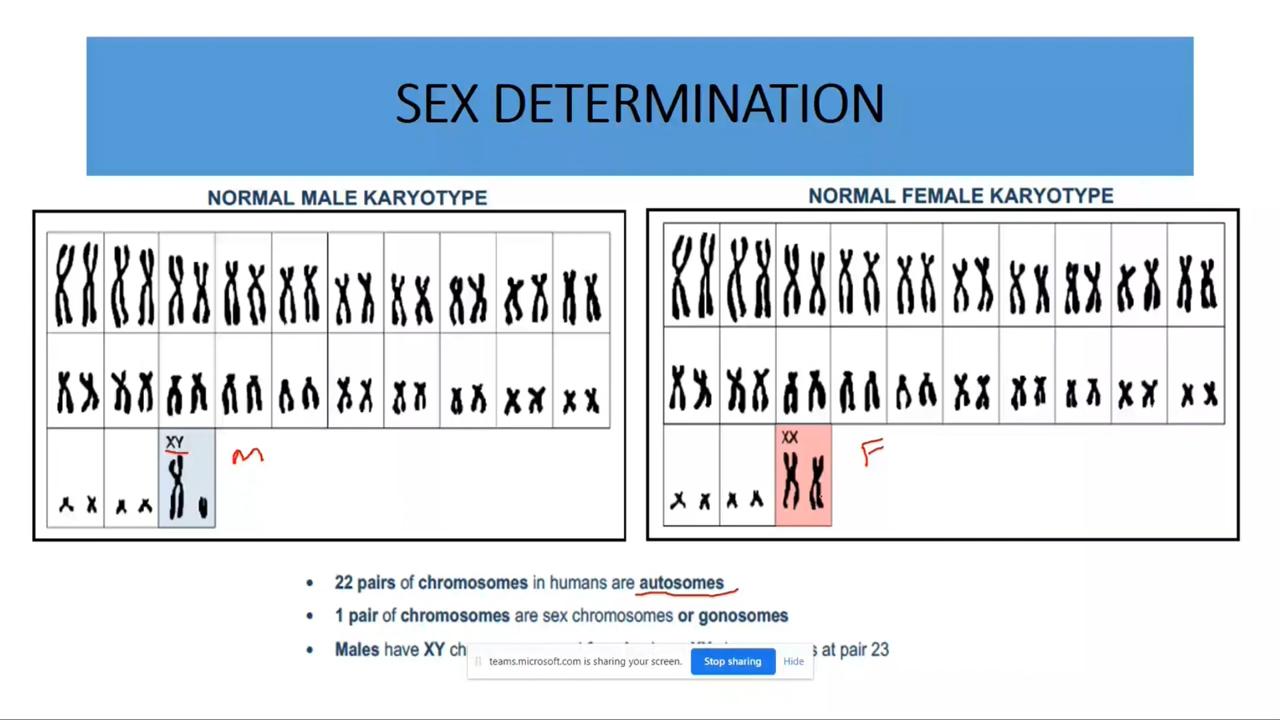 SEX DETERMINATION
NORMAL MALE KARYOTYPE
NORMAL FEMALE KARYOTYPE
XY
M
XX
F
• 22 pairs of chromosomes in humans are autosomes
• 1 pair of chromosomes are sex chromosomes or gonosomes
• Males have XY at pair 23
teams.microsoft.com is sharing your screen. Stop sharing Hide